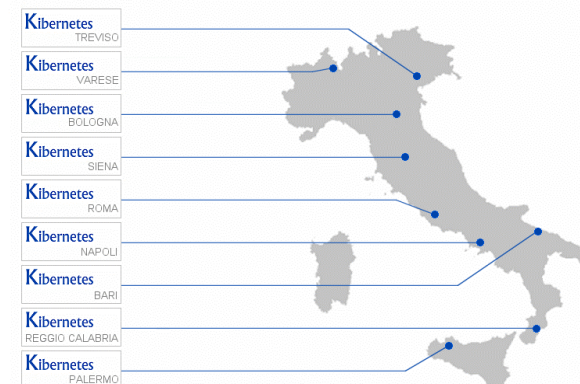 Kibernetes
TREVISO
Kibernetes
VARESE
Kibernetes
BOLOGNA
Kibernetes
SIENA
Kibernetes
ROMA
Kibernetes
NAPOLI
Kibernetes
BARI
Kibernetes
REGGIO CALABRIA
Kibernetes
PALERMO